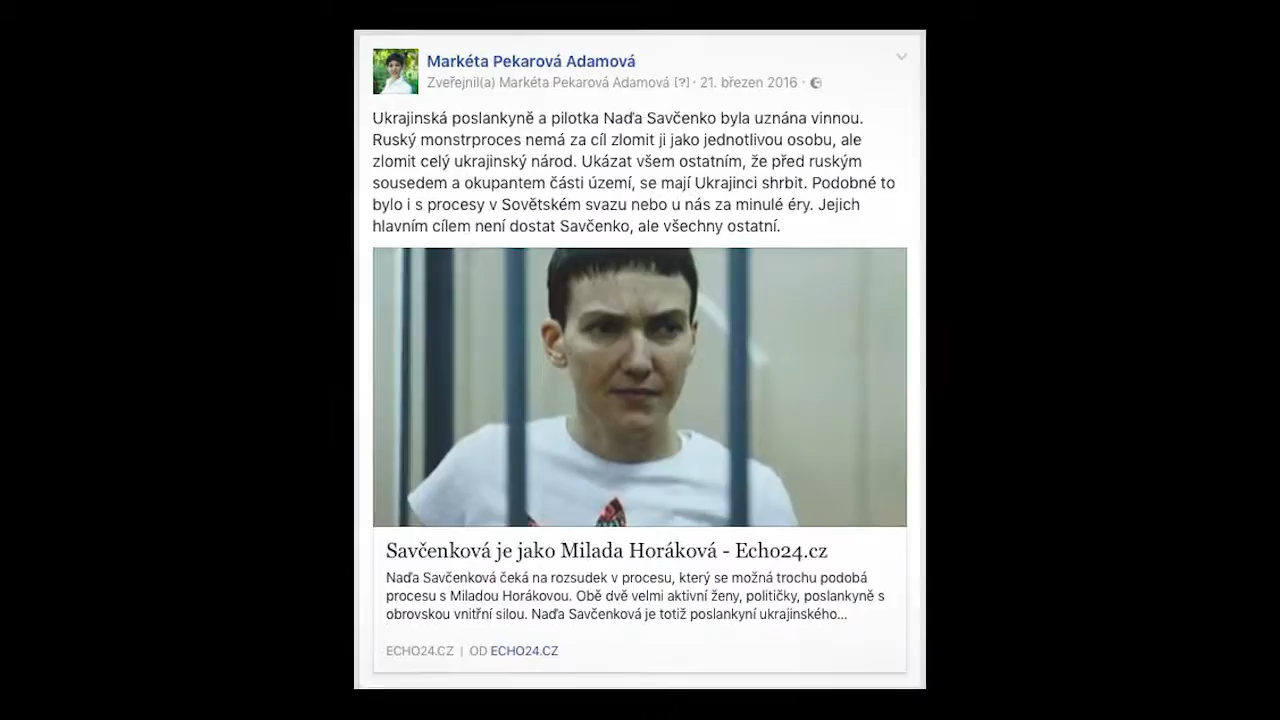 Markéta Pekarová Adamová
Zveřejnil(a) Markéta Pekarová Adamová [?] · 21. březen 2016 ·
Ukrajinská poslankyně a pilotka Naďa Savčenko byla uznána vinnou.
Ruský monstrproces nemá za cíl zlomit ji jako jednotlivou osobu, ale
zlomit celý ukrajinský národ. Ukázat všem ostatním, že před ruským
sousedem a okupantem části území, se mají Ukrajinci shrbit. Podobné to
bylo i s procesy v Sovětském svazu nebo u nás za minulé éry. Jejich
hlavním cílem není dostat Savčenko, ale všechny ostatní.
Savčenková je jako Milada Horáková - Echo24.cz
Naďa Savčenková čeká na rozsudek v procesu, který se možná trochu podobá
procesu s Miladou Horákovou. Obě dvě velmi aktivní ženy, političky, poslankyně s
obrovskou vnitřní silou. Naďa Savčenková je totiž poslankyní ukrajinského...
ECHO24.CZ | OD ECHO24.CZ